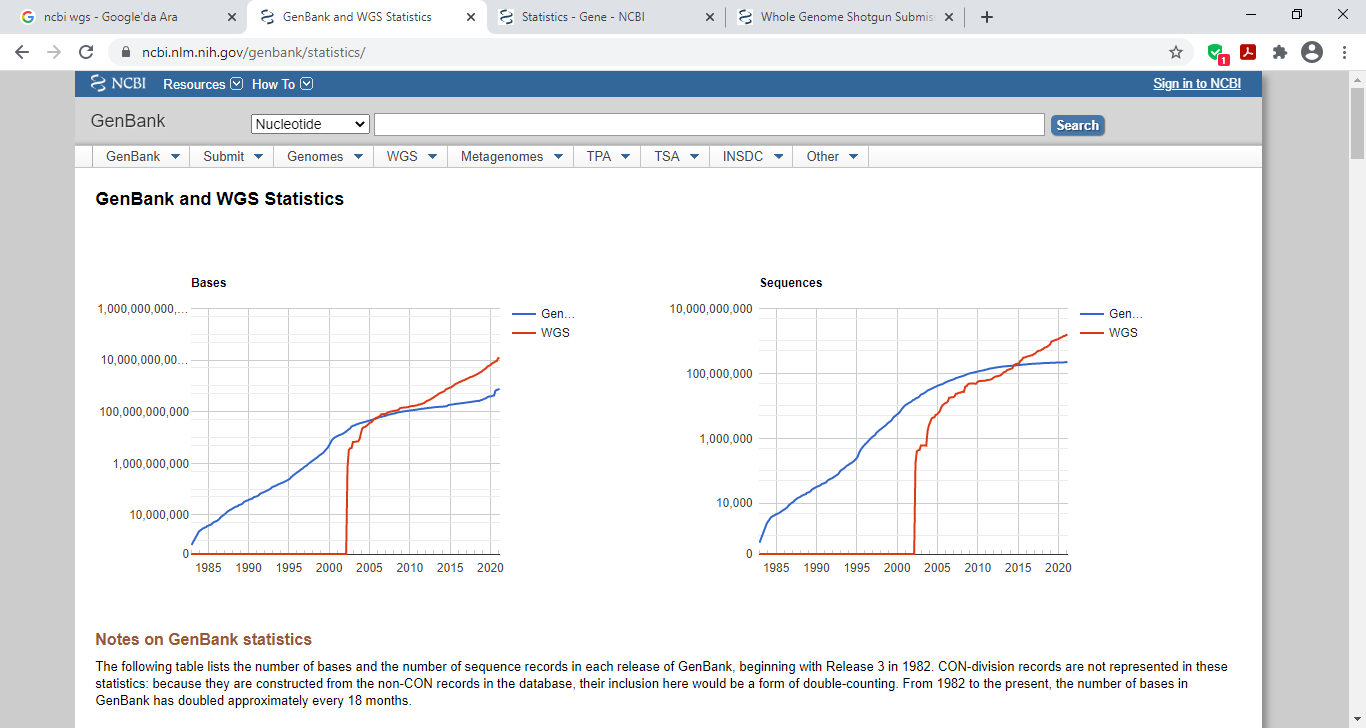 ncbi wgs - Google'da Ara
GenBank and WGS Statistics
Statistics - Gene - NCBI
Whole Genome Shotgun Submis
ncbi.nlm.nih.gov/genbank/statistics/
1
NCBI Resources How To Sign in to NCBI
GenBank Nucleotide Search
GenBank Submit Genomes WGS Metagenomes TPA TSA INSDC Other
GenBank and WGS Statistics
Bases
1,000,000,000,...
10,000,000,00...
100,000,000,000
1,000,000,000
10,000,000
0
1985 1990 1995 2000 2005 2010 2015 2020
Gen...
WGS
Sequences
10,000,000,000
100,000,000
1,000,000
10,000
0
1985 1990 1995 2000 2005 2010 2015 2020
Gen...
WGS
Notes on GenBank statistics
The following table lists the number of bases and the number of sequence records in each release of GenBank, beginning with Release 3 in 1982. CON-division records are not represented in these
statistics: because they are constructed from the non-CON records in the database, their inclusion here would be a form of double-counting. From 1982 to the present, the number of bases in
GenBank has doubled approximately every 18 months.